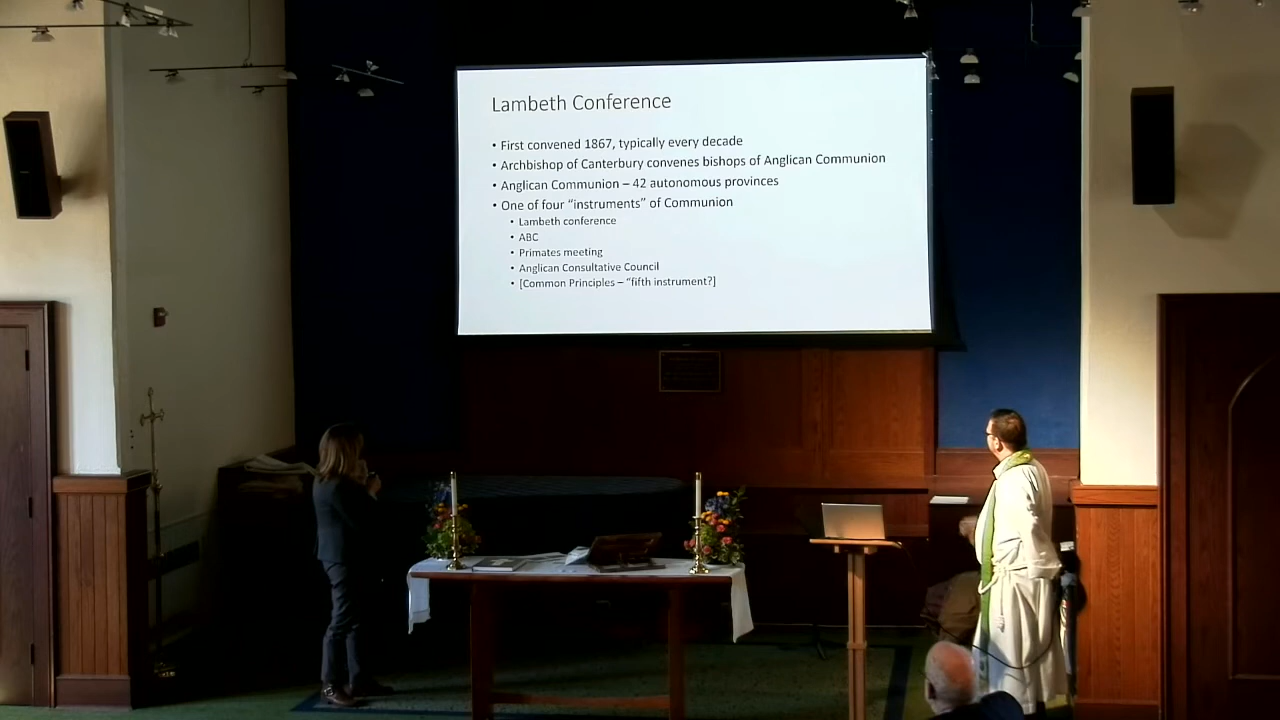 Lambeth Conference
• First convened 1867, typically every decade
• Archbishop of Canterbury convenes bishops of Anglican Communion
• Anglican Communion – 42 autonomous provinces
• One of four “instruments” of Communion
• Lambeth conference
• ABC
• Primates meeting
• Anglican Consultative Council
• [Common Principles – “fifth instrument?]